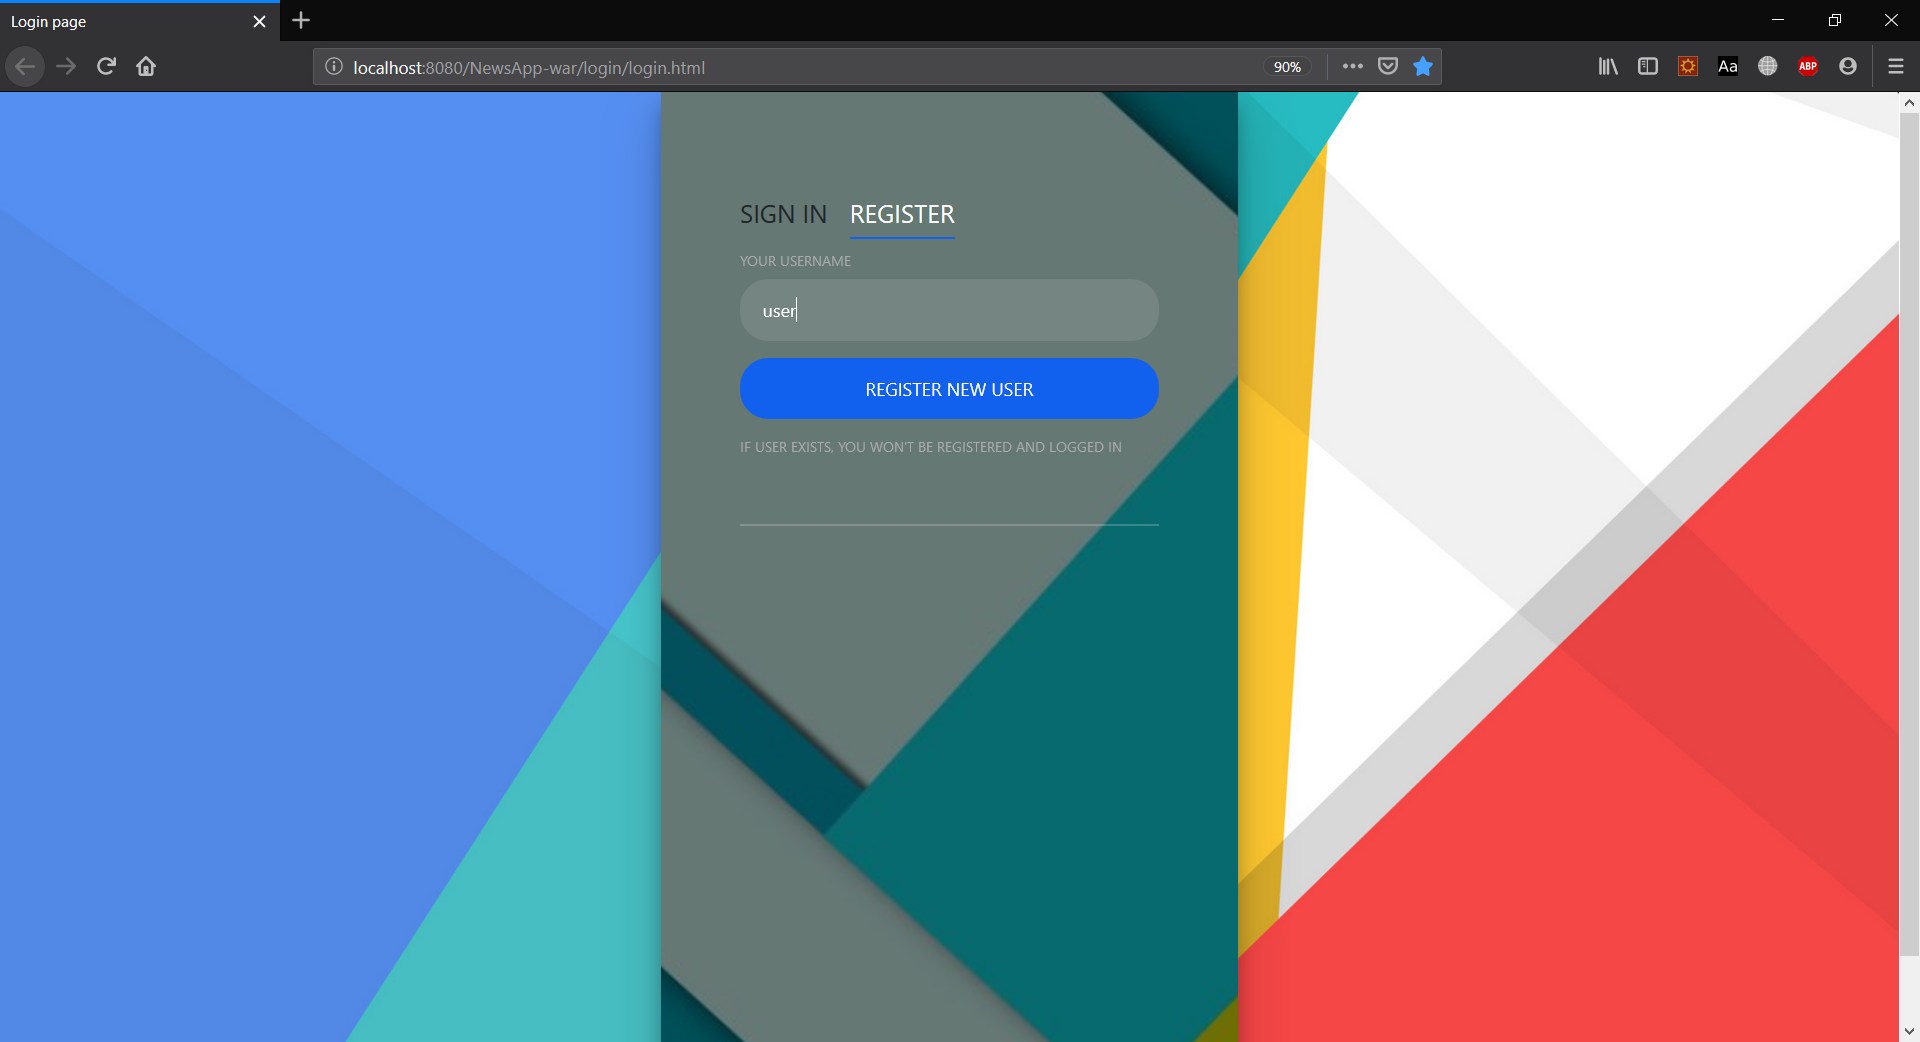 Login page
localhost:8080/NewsApp-war/login/login.html
90%
Aa
ABP
SIGN IN REGISTER
YOUR USERNAME
user
REGISTER NEW USER
IF USER EXISTS, YOU WON'T BE REGISTERED AND LOGGED IN